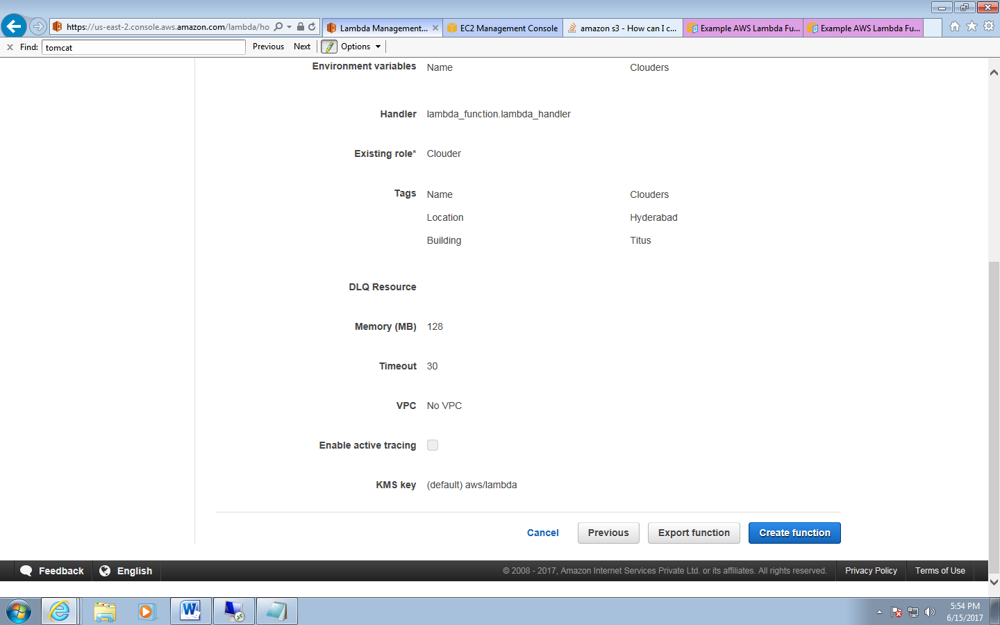 https://us-east-2.console.aws.amazon.com/lambda/ho
Lambda Management...
EC2 Management Console
amazon s3 - How can I c...
Example AWS Lambda Fu...
Example AWS Lambda Fu...
x Find: tomcat Previous Next Options
Environment variables Name Clouders
Handler lambda_function.lambda_handler
Existing role* Clouder
Tags Name Clouders
Location Hyderabad
Building Titus
DLQ Resource
Memory (MB) 128
Timeout 30
VPC No VPC
Enable active tracing
KMS key (default) aws/lambda
Cancel Previous Export function Create function
Feedback English © 2008 - 2017, Amazon Internet Services Private Ltd. or its affiliates. All rights reserved. Privacy Policy Terms of Use
5:54 PM
6/15/2017